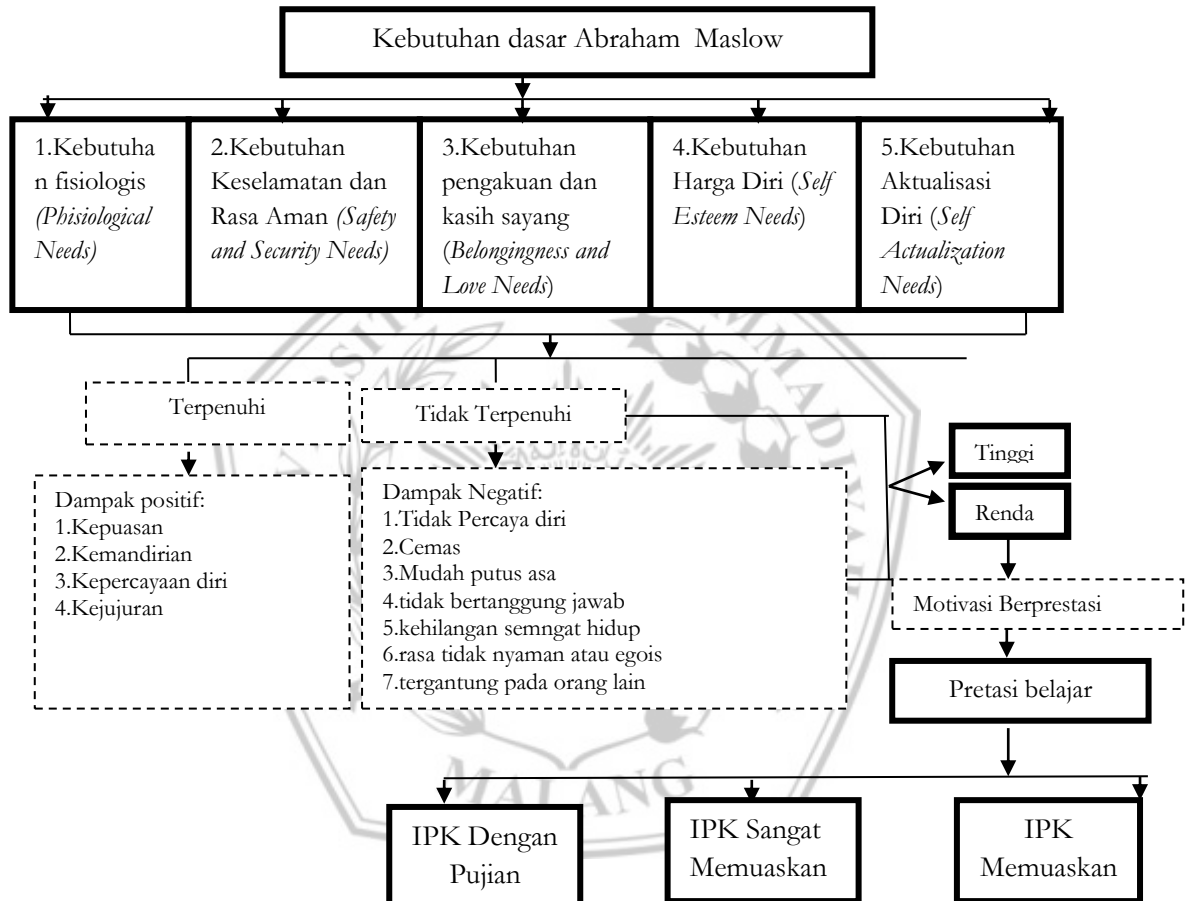 Kebutuhan dasar Abraham Maslow
1.Kebutuha
n fisiologis
(Phisiological
Needs)
2.Kebutuhan
Keselamatan dan
Rasa Aman (Safety
and Security Needs)
3.Kebutuhan
pengakuan dan
kasih sayang
(Belongingness and
Love Needs)
4.Kebutuhan
Harga Diri (Self
Esteem Needs)
5.Kebutuhan
Aktualisasi
Diri (Self
Actualization
Needs)
Terpenuhi
Tidak Terpenuhi
Dampak positif:
1.Kepuasan
2.Kemandirian
3.Kepercayaan diri
4.Kejujuran
Dampak Negatif:
1.Tidak Percaya diri
2.Cemas
3.Mudah putus asa
4.tidak bertanggung jawab
5.kehilangan semngat hidup
6.rasa tidak nyaman atau egois
7.tergantung pada orang lain
Tinggi
Renda
Motivasi Berprestasi
Pretasi belajar
MALANG
IPK Dengan
Pujian
IPK Sangat
Memuaskan
IPK
Memuaskan